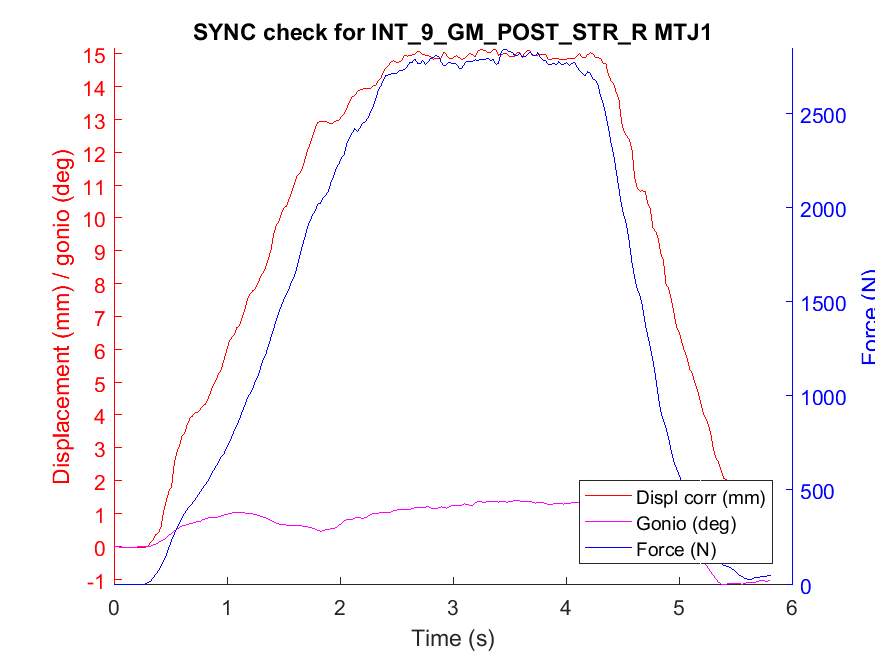 SYNC check for INT_9_GM_POST_STR_R MTJ1
Displacement (mm) / gonio (deg)
15
14
13
12
11
10
9
8
7
6
5
4
3
2
1
0
-1
2500
2000
1500
1000
500
0
Force (N)
Displ corr (mm)
Gonio (deg)
Force (N)
0 1 2 3 4 5 6
Time (s)